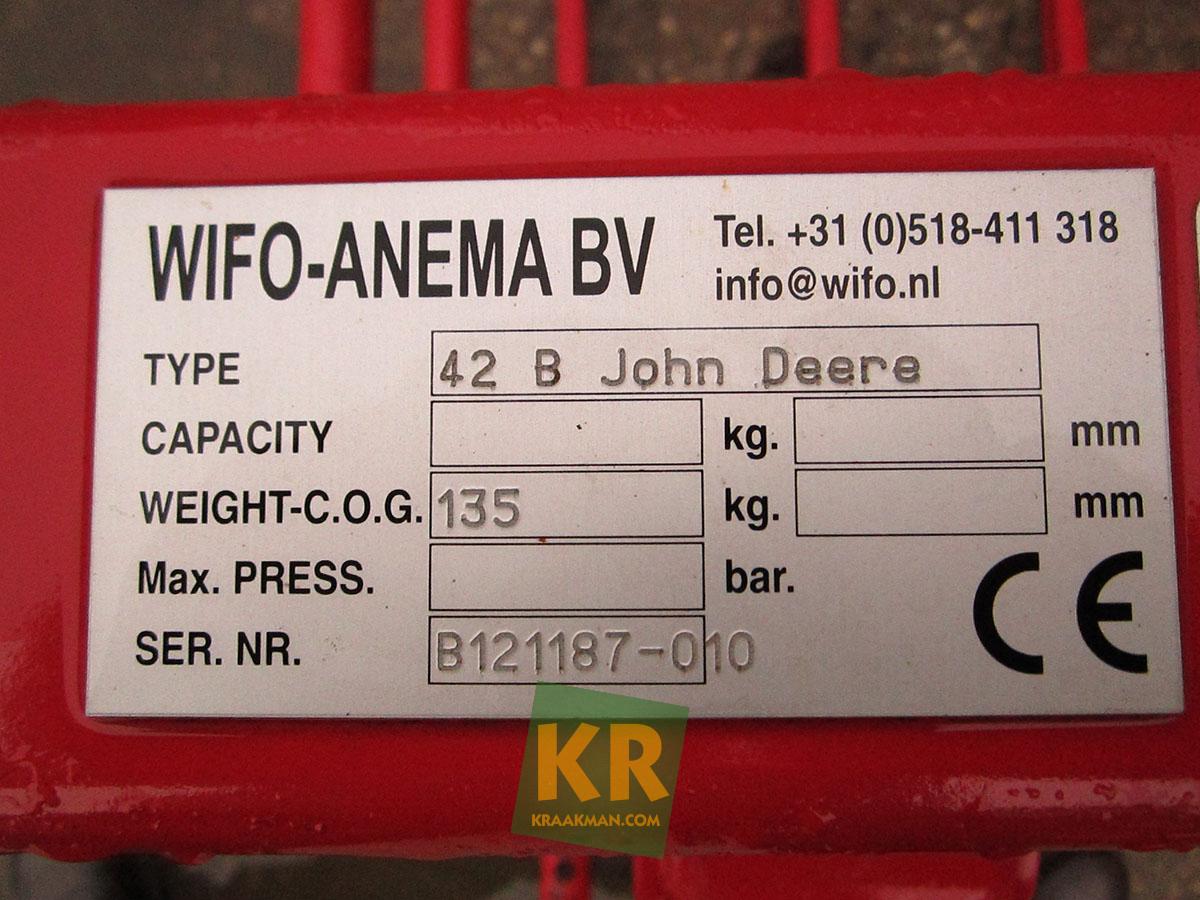 WIFO-ANEMA BV
Tel. +31 (0)518-411 318
info@wifo.nl
TYPE 42 B John Deere
CAPACITY kg. mm
WEIGHT-C.O.G. 135 kg. mm
Max. PRESS. bar.
SER. NR. B121187-010
CE
KR
KRAAKMAN.COM